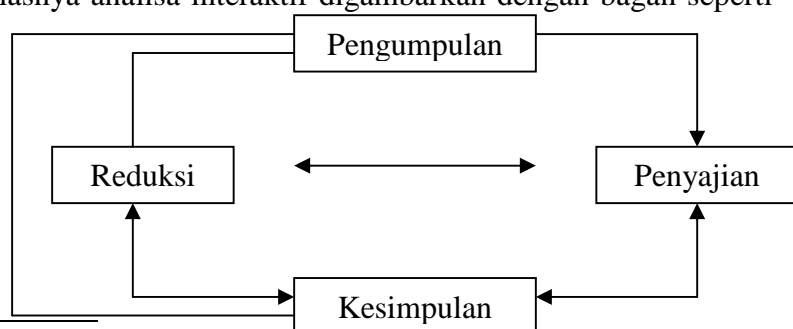 analisa interaktif digambarkan dengan bagan seperti
Pengumpulan
Reduksi
Penyajian
Kesimpulan